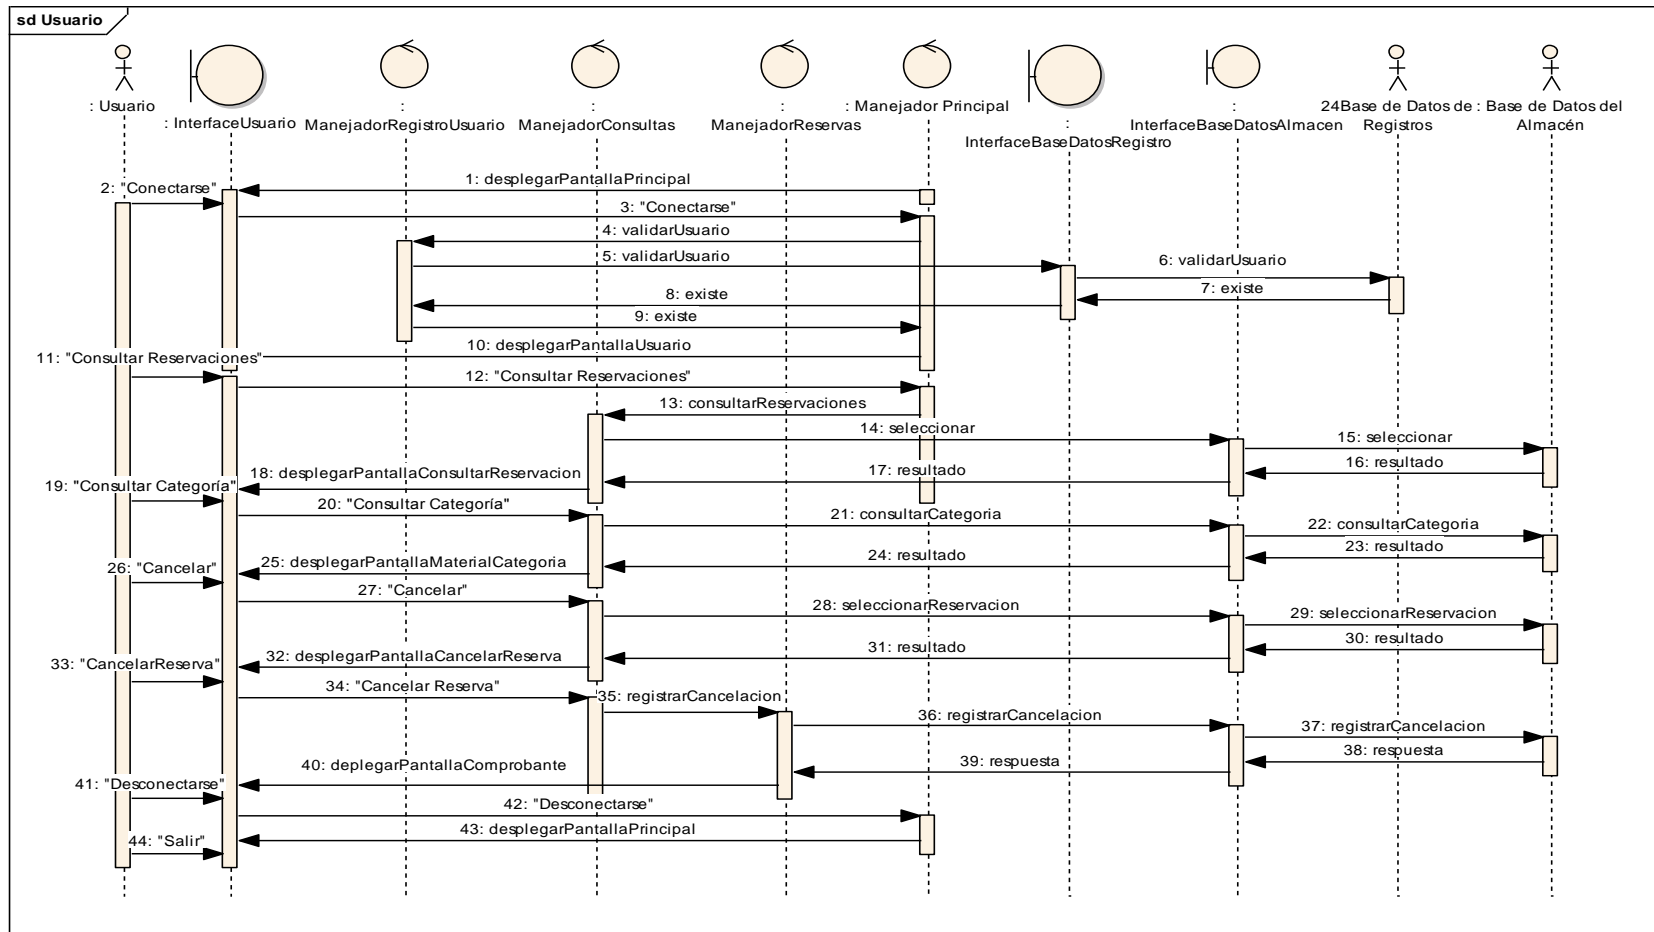 sd Usuario
: Usuario
: InterfaceUsuario
:
ManejadorRegistroUsuario
:
ManejadorConsultas
:
ManejadorReservas
: Manejador Principal
:
InterfaceBaseDatosRegistro
:
InterfaceBaseDatosAlmacen
24Base de Datos de
Registros
: Base de Datos del
Almacén
1: desplegarPantallaPrincipal
2: "Conectarse"
3: "Conectarse"
4: validarUsuario
5: validarUsuario
6: validarUsuario
7: existe
8: existe
9: existe
10: desplegarPantallaUsuario
11: "Consultar Reservaciones"
12: "Consultar Reservaciones"
13: consultarReservaciones
14: seleccionar
15: seleccionar
16: resultado
17: resultado
18: desplegarPantallaConsultarReservacion
19: "Consultar Categoría"
20: "Consultar Categoría"
21: consultarCategoria
22: consultarCategoria
23: resultado
24: resultado
25: desplegarPantallaMaterialCategoria
26: "Cancelar"
27: "Cancelar"
28: seleccionarReservacion
29: seleccionarReservacion
30: resultado
31: resultado
32: desplegarPantallaCancelarReserva
33: "CancelarReserva"
34: "Cancelar Reserva"
35: registrarCancelacion
36: registrarCancelacion
37: registrarCancelacion
38: respuesta
39: respuesta
40: deplegarPantallaComprobante
41: "Desconectarse"
42: "Desconectarse"
43: desplegarPantallaPrincipal
44: "Salir"